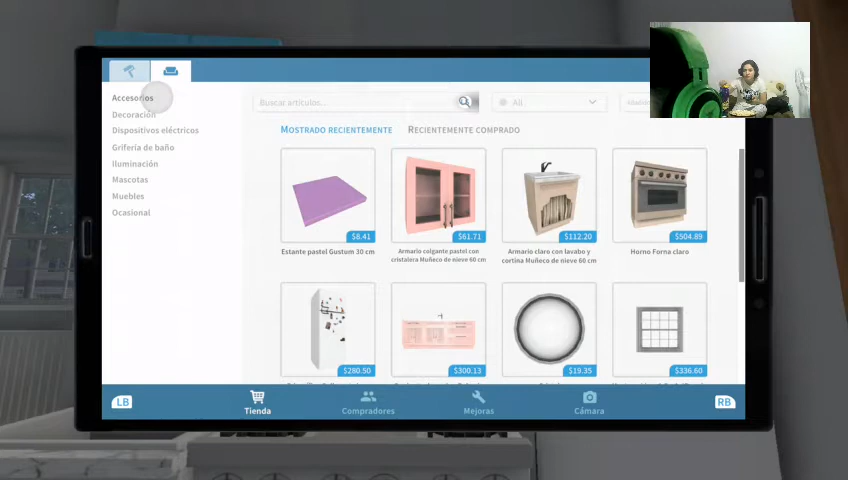 Accesorios
Decoración
Dispositivos eléctricos
Grifería de baño
Iluminación
Mascotas
Muebles
Ocasional
Buscar artículos...
All
MOSTRADO RECIENTEMENTE
RECIENTEMENTE COMPRADO
$8.41
$61.71
$112.20
$504.89
Estante pastel Gustum 30 cm
Armario colgante pastel con
cristalera Muñeco de nieve 60 cm
Armario claro con lavabo y
cortina Muñeco de nieve 60 cm
Horno Forna claro
$280.50
$300.13
$19.35
$336.60
LB
Tienda
Compradores
Mejoras
Cámara
RB